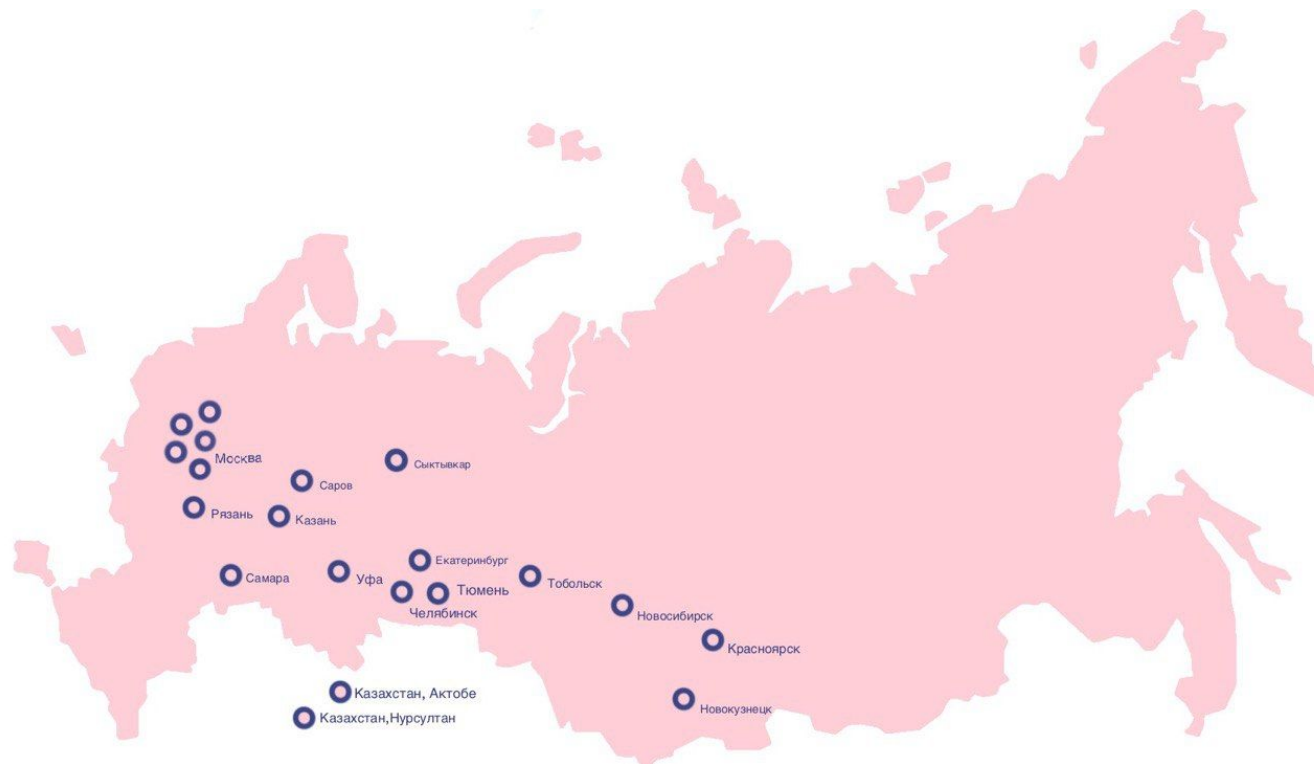 Москва
Сыктывкар
Саров
Рязань
Казань
Екатеринбург
Самара
Уфа
Тюмень
Тобольск
Челябинск
Новосибирск
Красноярск
Казахстан, Актобе
Новокузнецк
Казахстан,Нурсултан